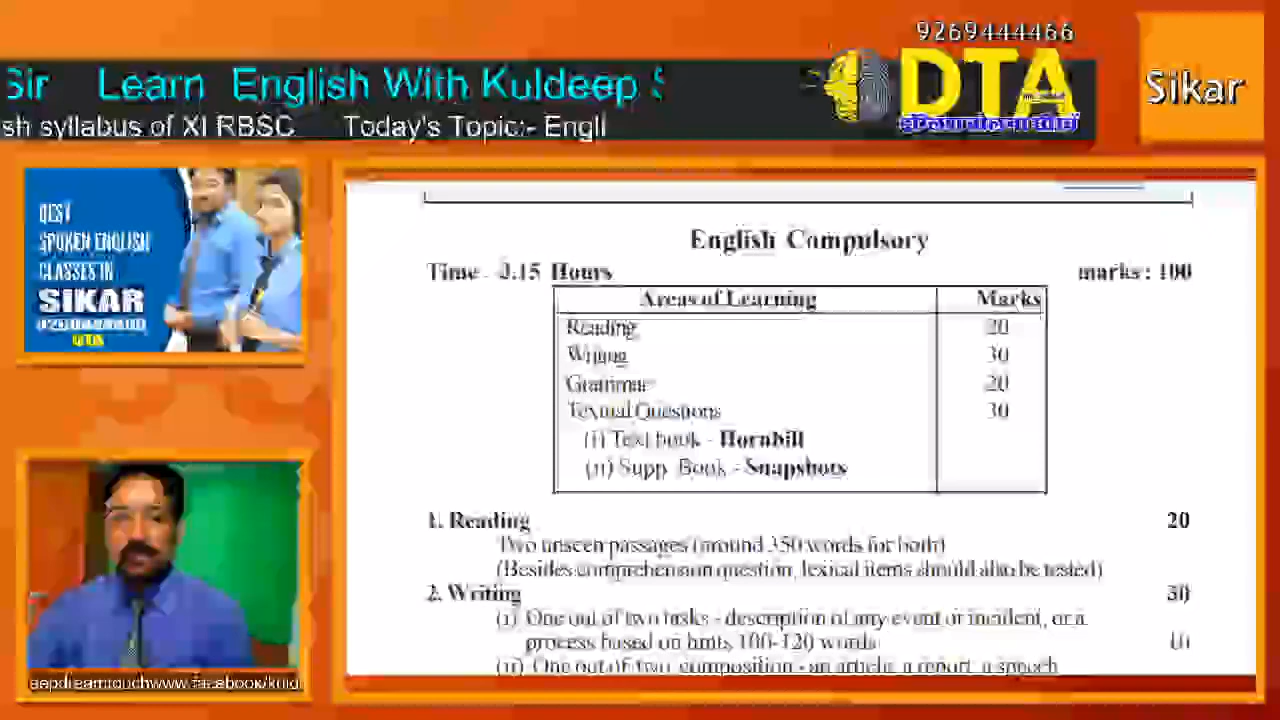 9269444466
DTA
Sikar
Sir Learn English With Kuldeep S
sh syllabus of XI RBSC Today's Topic:- Engli
BEST
SPOKEN ENGLISH
CLASSES IN
SIKAR
English Compulsory
Time - 3.15 Hours marks : 100
Areas of Learning Marks
Reading 20
Writing 30
Grammar 20
Textual Questions 30
(i) Text book - Hornbill
(ii) Supp. Book - Snapshots
1. Reading 20
Two unseen passages (around 350 words for both)
(Besides comprehension question, lexical items should also be tested)
2. Writing 30
(i) One out of two tasks - description of any event or incident, or a
process based on hints, 100-120 words 10
(ii) One out of two composition - an article, a report, a speech